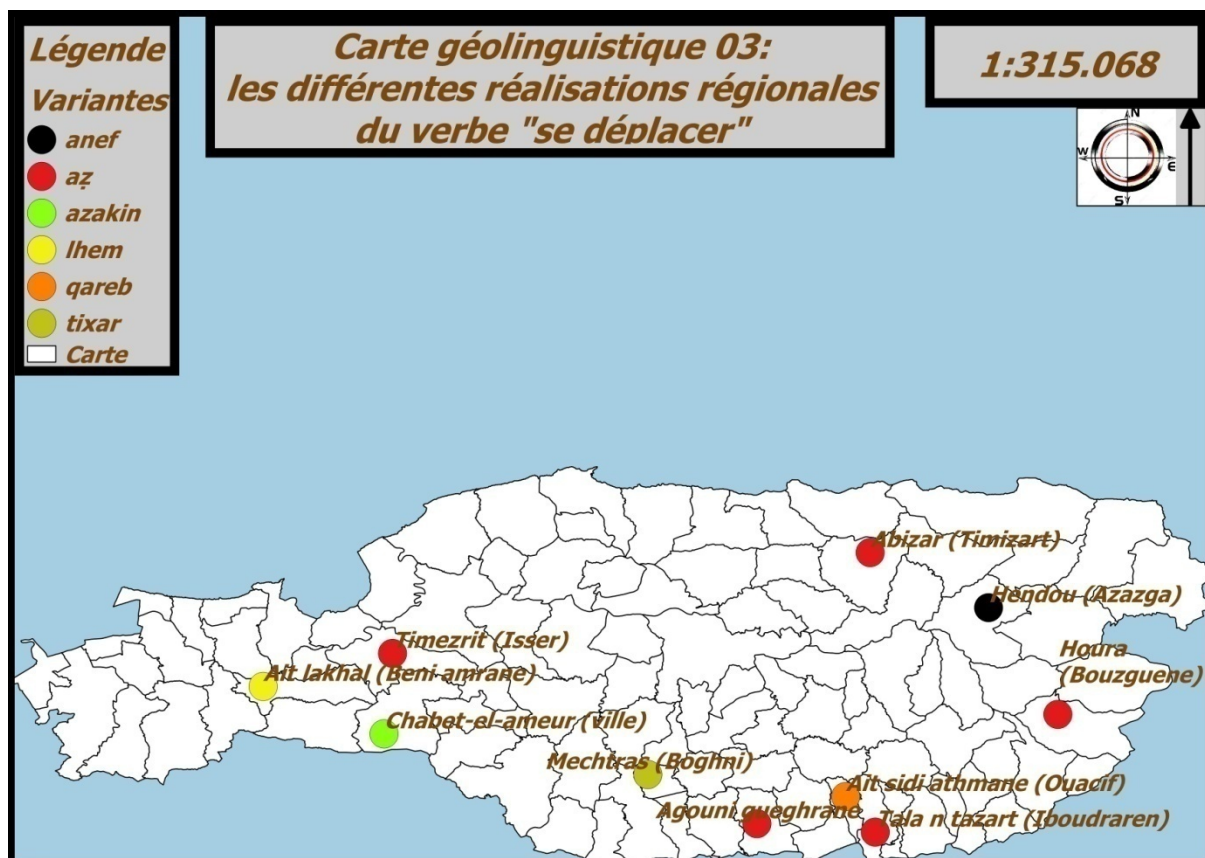 Légende
Variantes
anef
aẓ
azakin
lhem
qareb
tixar
Carte
Carte géolinguistique 03:
les différentes réalisations régionales
du verbe "se déplacer"
1:315.068
N
W
E
S
Abizar (Timizart)
Hendou (Azazga)
Houra
(Bouzguene)
Timezrit (Isser)
Ait lakhal (Beni amrane)
Chabet-el-ameur (ville)
Mechtras (Boghni)
Ait sidi athmane (Ouacif)
Agouni gueghrane
Tala n tazart (Iboudraren)